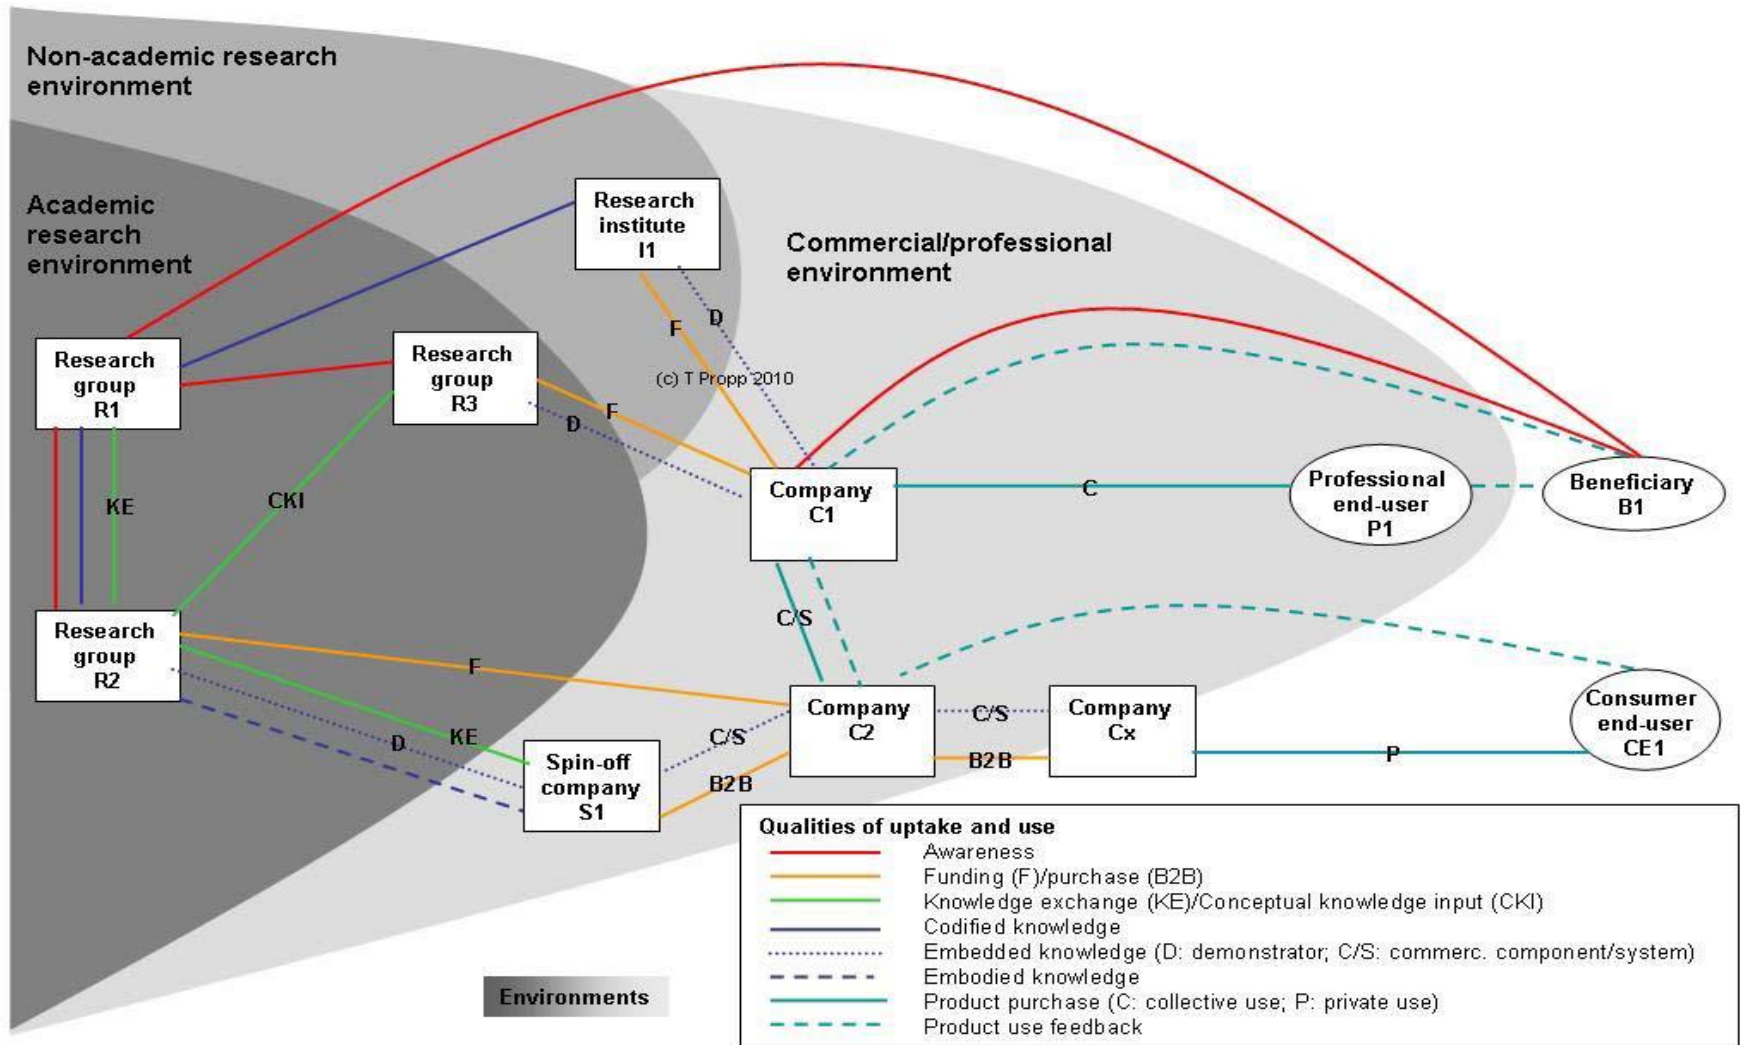 Non-academic research
environment
Academic
research
environment
Research
institute
I1
Commercial/professional
environment
D
F
(c) T Propp 2010
Research
group
R1
Research
group
R3
F
D
Company
C1
C
Professional
end-user
P1
Beneficiary
B1
KE
CKI
C/S
Research
group
R2
F
Company
C2
C/S
B2B
Company
Cx
Consumer
end-user
CE1
P
D
KE
C/S
B2B
Spin-off
company
S1
Qualities of uptake and use
Awareness
Funding (F)/purchase (B2B)
Knowledge exchange (KE)/Conceptual knowledge input (CKI)
Codified knowledge
Embedded knowledge (D: demonstrator; C/S: commerc. component/system)
Embodied knowledge
Product purchase (C: collective use; P: private use)
Product use feedback
Environments